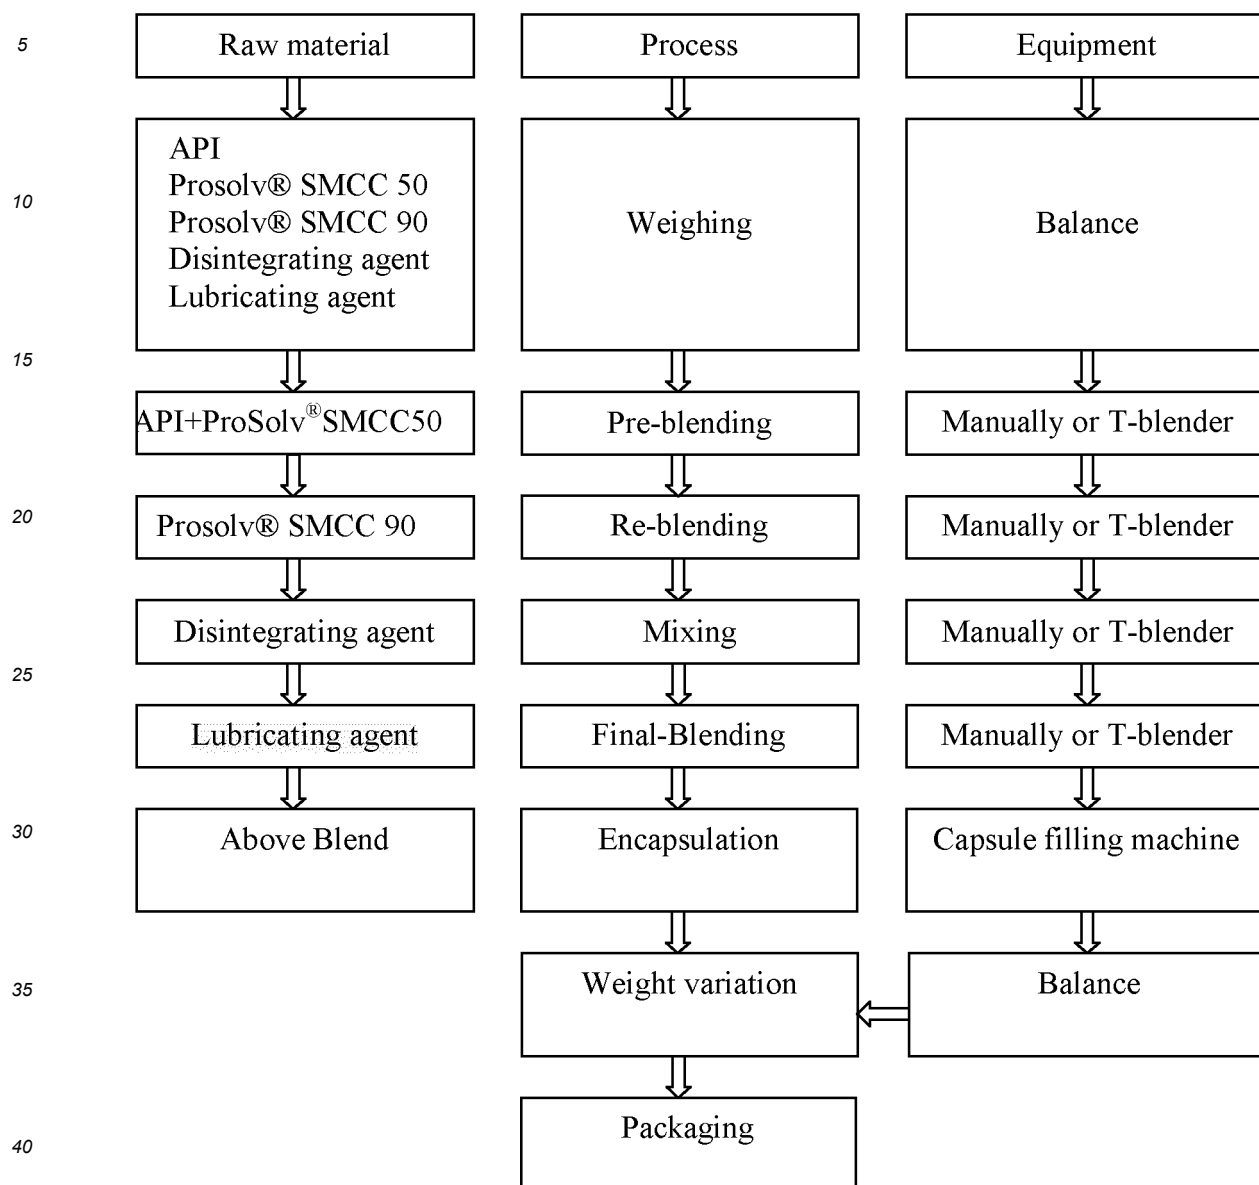 5
Raw material
Process
Equipment
API
Prosolv® SMCC 50
10
Prosolv® SMCC 90
Disintegrating agent
Lubricating agent
Weighing
Balance
15
API+ProSolv®SMCC50
Pre-blending
Manually or T-blender
20
Prosolv® SMCC 90
Re-blending
Manually or T-blender
Disintegrating agent
Mixing
Manually or T-blender
25
Lubricating agent
Final-Blending
Manually or T-blender
30
Above Blend
Encapsulation
Capsule filling machine
35
Weight variation
Balance
40
Packaging